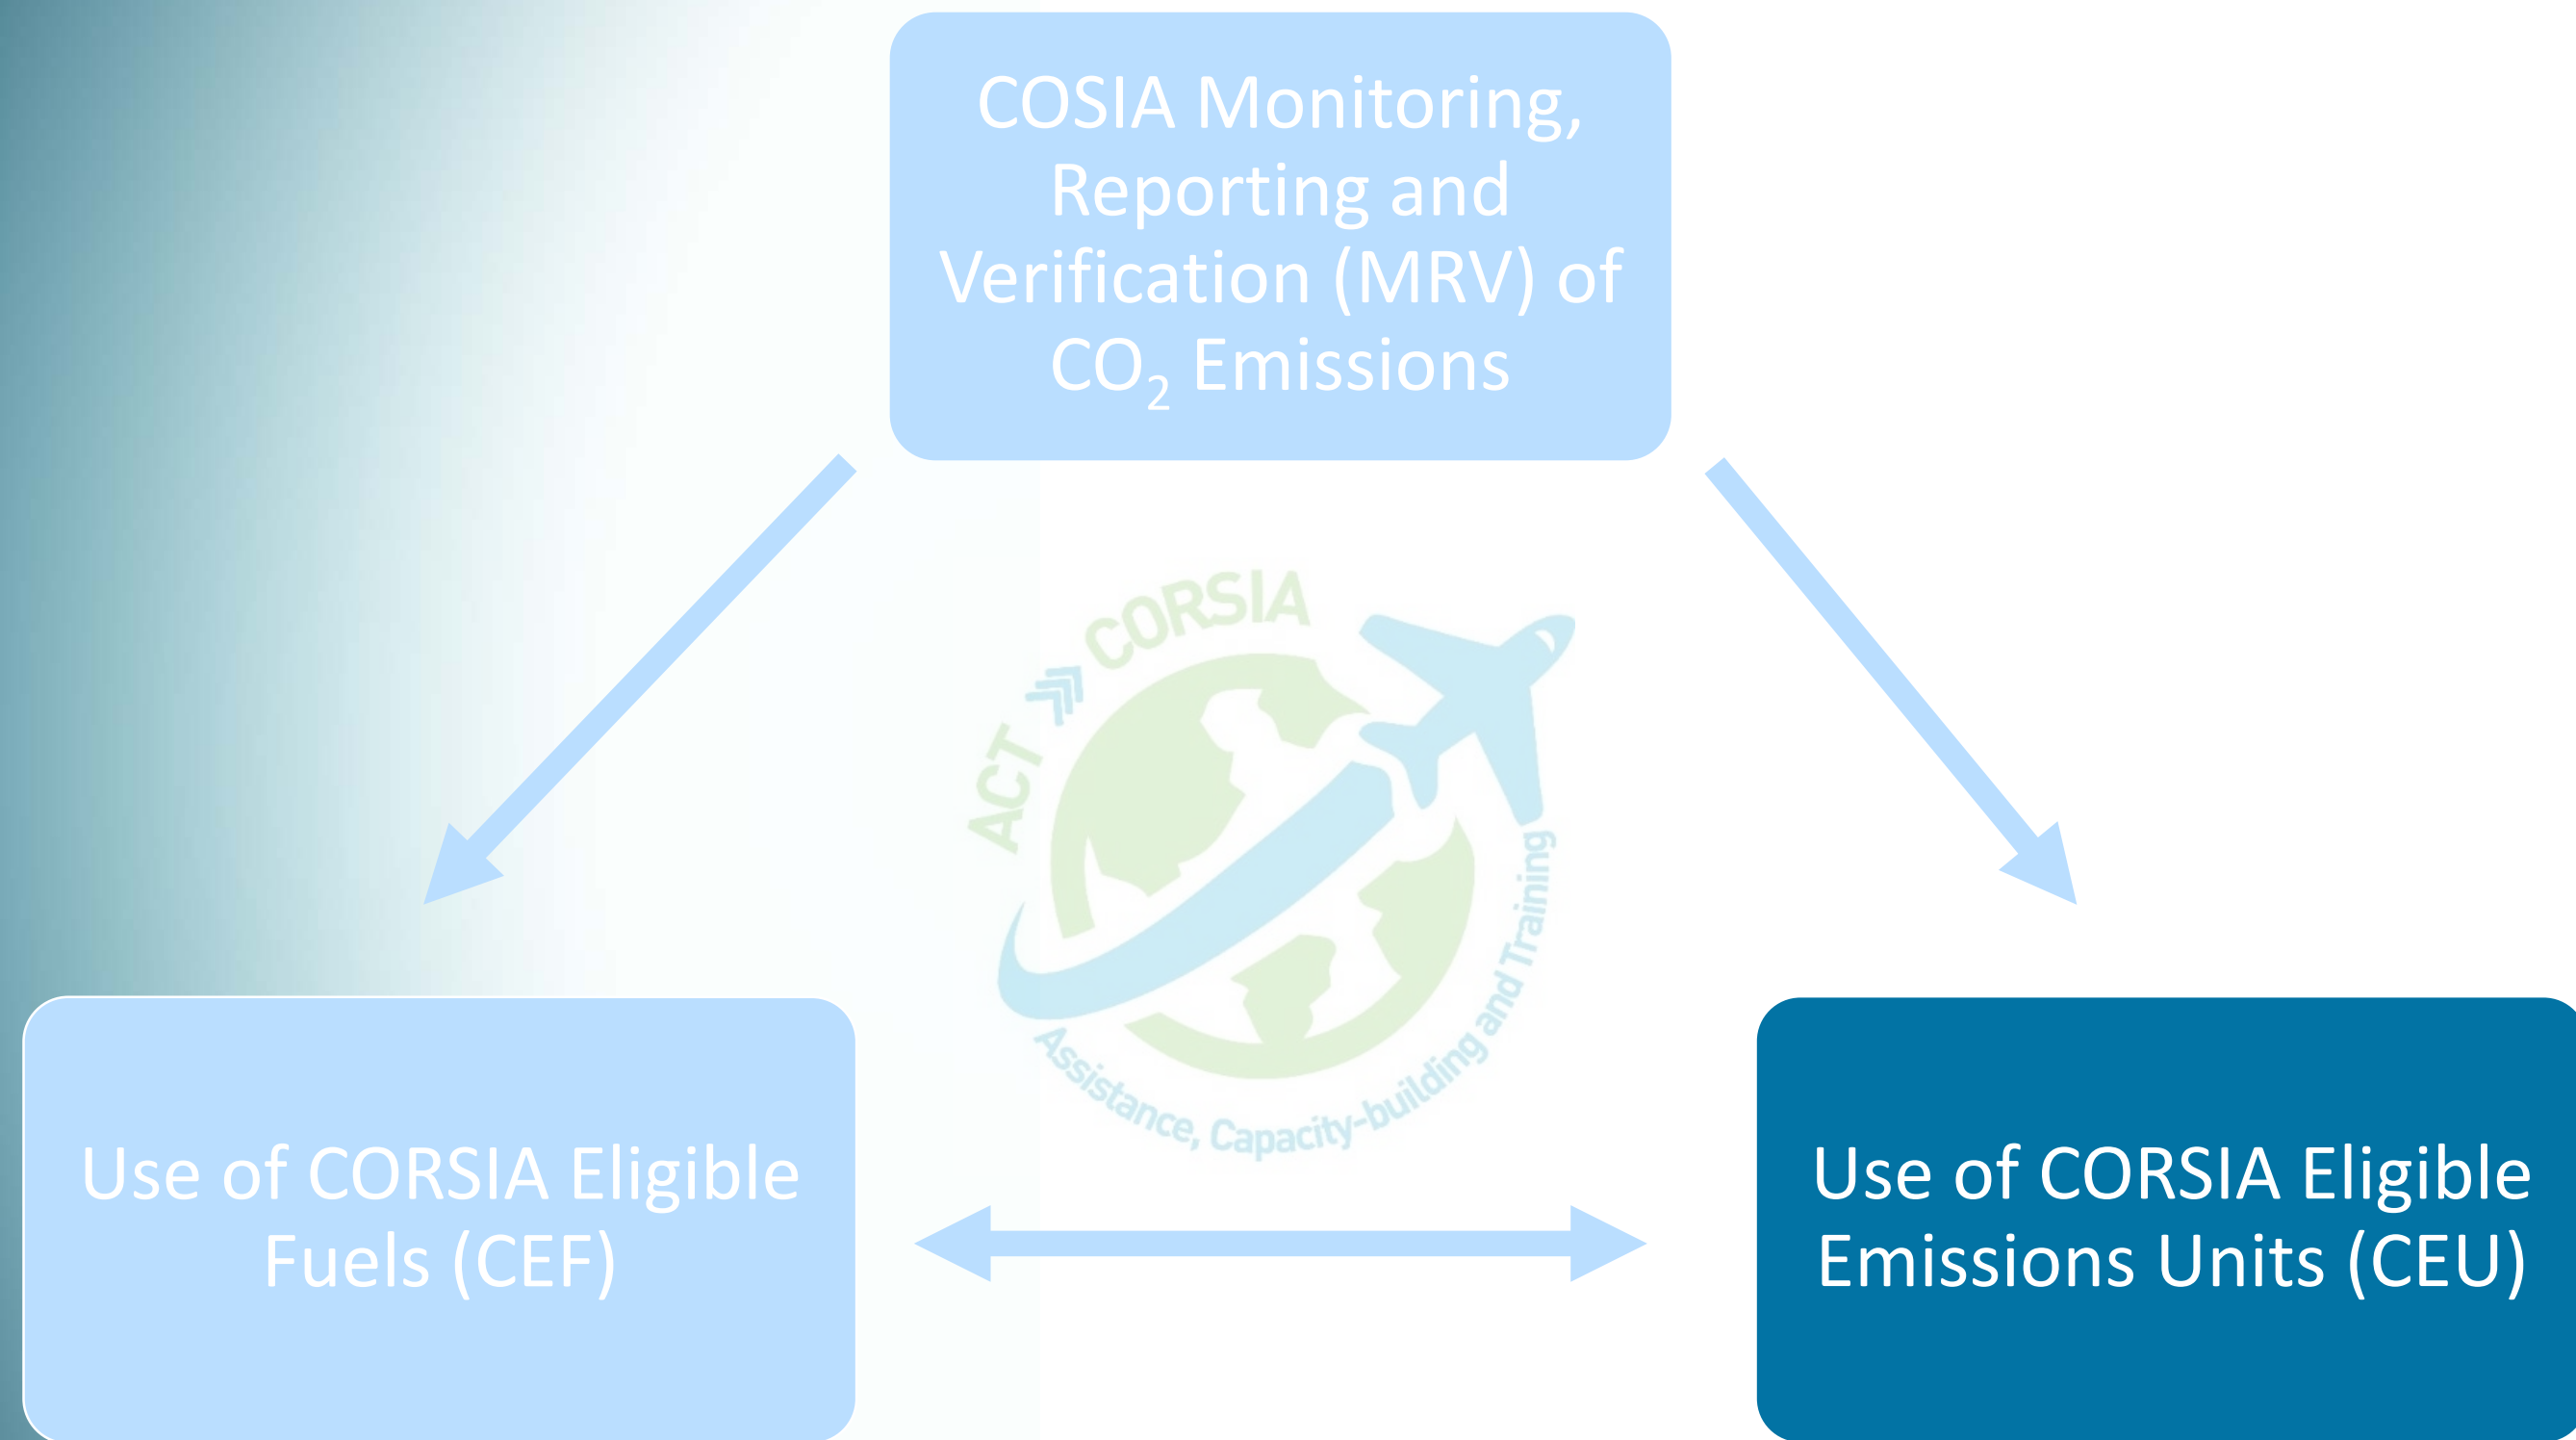 COSIA Monitoring,
Reporting and
Verification (MRV) of
CO₂ Emissions
ACT CORSIA
Assistance, Capacity-building and Training
Use of CORSIA Eligible
Fuels (CEF)
Use of CORSIA Eligible
Emissions Units (CEU)